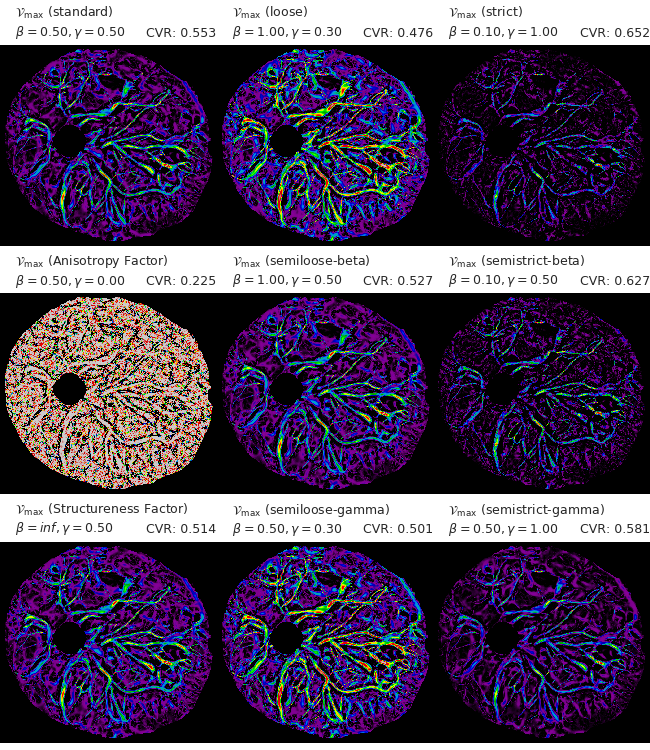 𝒱max (standard)
β = 0.50, γ = 0.50 CVR: 0.553
𝒱max (loose)
β = 1.00, γ = 0.30 CVR: 0.476
𝒱max (strict)
β = 0.10, γ = 1.00 CVR: 0.652
𝒱max (Anisotropy Factor)
β = 0.50, γ = 0.00 CVR: 0.225
𝒱max (semiloose-beta)
β = 1.00, γ = 0.50 CVR: 0.527
𝒱max (semistrict-beta)
β = 0.10, γ = 0.50 CVR: 0.627
𝒱max (Structureness Factor)
β = inf, γ = 0.50 CVR: 0.514
𝒱max (semiloose-gamma)
β = 0.50, γ = 0.30 CVR: 0.501
𝒱max (semistrict-gamma)
β = 0.50, γ = 1.00 CVR: 0.581